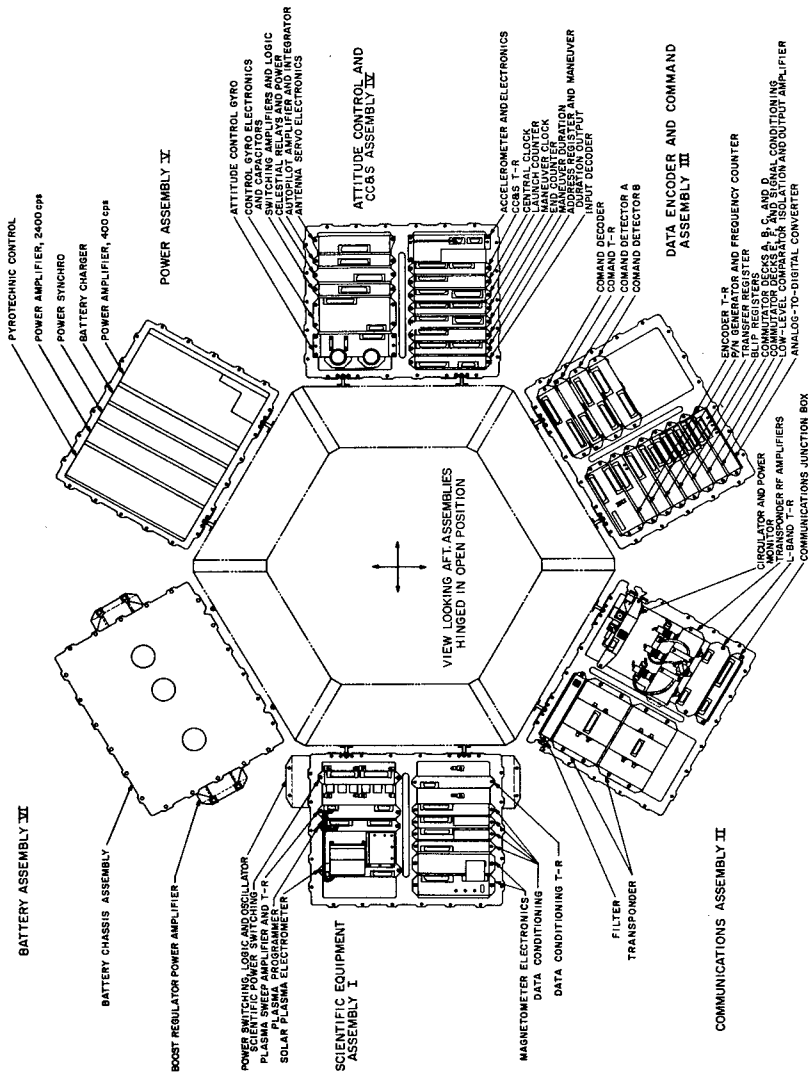 BATTERY ASSEMBLY VI
BATTERY CHASSIS ASSEMBLY
BOOST REGULATOR POWER AMPLIFIER
PYROTECHNIC CONTROL
POWER AMPLIFIER, 2400 cps
POWER SYNCHRO
BATTERY CHARGER
POWER AMPLIFIER, 400 cps
POWER ASSEMBLY V
ATTITUDE CONTROL GYRO
CONTROL GYRO ELECTRONICS
AND CAPACITORS
SWITCHING AMPLIFIERS AND LOGIC
CELESTIAL RELAYS AND POWER
AUTOPILOT AMPLIFIER AND INTEGRATOR
ANTENNA SERVO ELECTRONICS
ATTITUDE CONTROL AND
CC&S ASSEMBLY IV
POWER SWITCHING, LOGIC AND OSCILLATOR
SCIENTIFIC POWER SWITCHING
PLASMA SWEEP AMPLIFIER AND T-R
PLASMA PROGRAMMER
SOLAR PLASMA ELECTROMETER
SCIENTIFIC EQUIPMENT
ASSEMBLY I
VIEW LOOKING AFT. ASSEMBLIES
HINGED IN OPEN POSITION
ACCELEROMETER AND ELECTRONICS
CC&S T-R
CENTRAL CLOCK
LAUNCH COUNTER
MANEUVER CLOCK
END COUNTER
MANEUVER DURATION
ADDRESS REGISTER AND MANEUVER
DURATION OUTPUT
INPUT DECODER
MAGNETOMETER ELECTRONICS
DATA CONDITIONING
DATA CONDITIONING T-R
COMAND DECODER
COMAND T-R
COMAND DETECTOR A
COMAND DETECTOR B
DATA ENCODER AND COMMAND
ASSEMBLY III
FILTER
TRANSPONDER
COMMUNICATIONS ASSEMBLY II
ENCODER T-R
P/N GENERATOR AND FREQUENCY COUNTER
TRANSFER REGISTER
BLIP REGISTERS
COMMUTATOR DECKS A, B, C, AND D
COMMUTATOR DECKS E, F, AND SIGNAL CONDITIONING
LOW-LEVEL COMPARATOR ISOLATION AND OUTPUT AMPLIFIER
ANALOG-TO-DIGITAL CONVERTER
CIRCULATOR AND POWER
MONITOR
TRANSPONDER RF AMPLIFIERS
L-BAND T-R
COMMUNICATIONS JUNCTION BOX